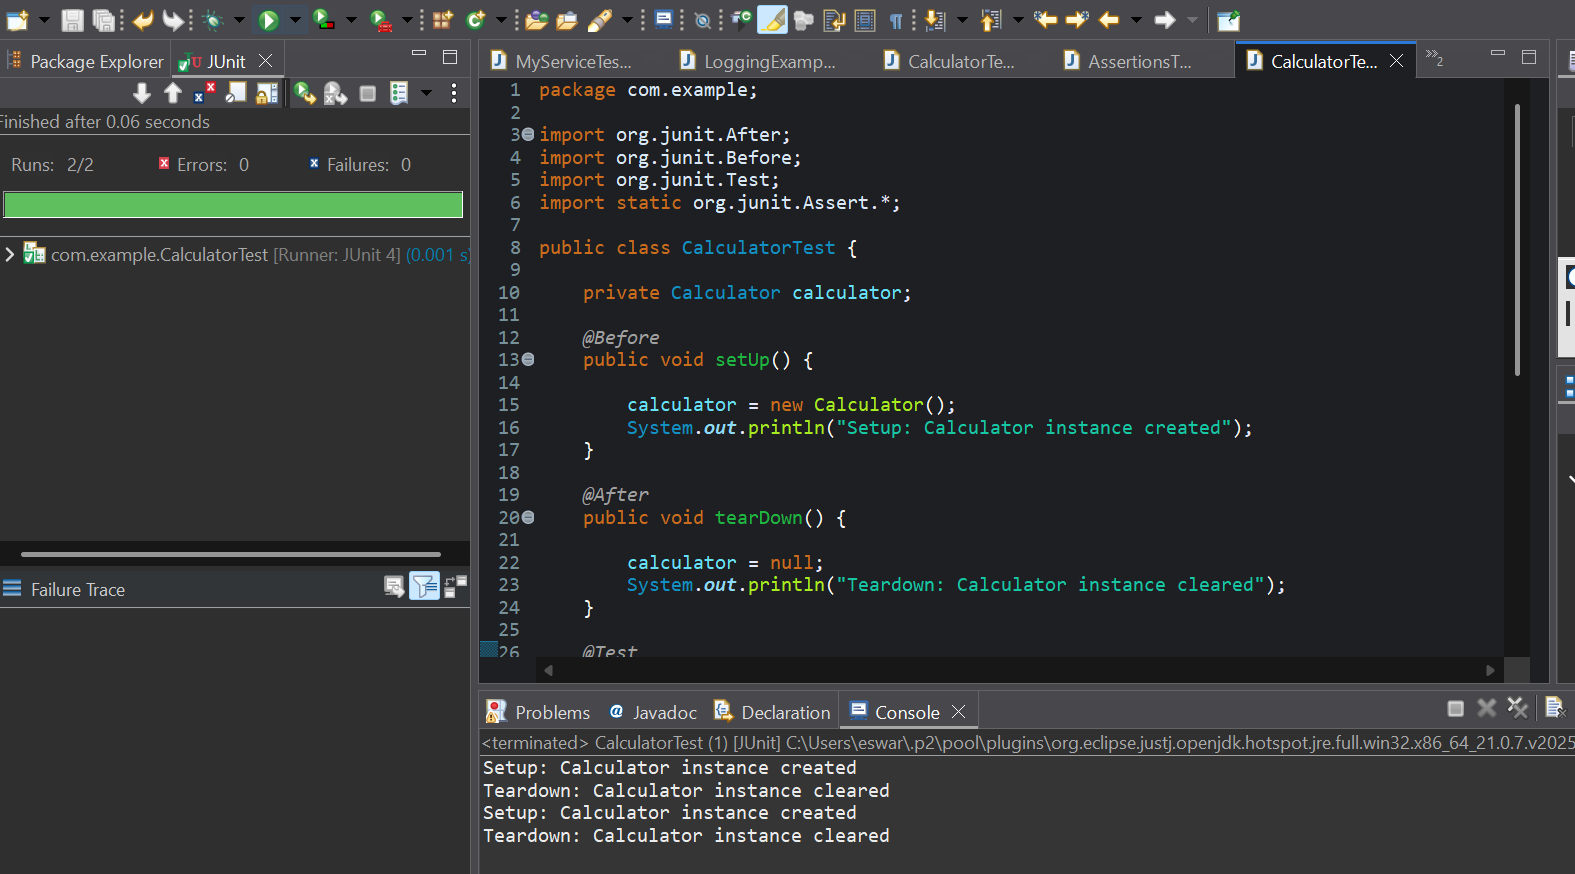 Package Explorer
JUnit
Finished after 0.06 seconds
Runs: 2/2
Errors: 0
Failures: 0
com.example.CalculatorTest [Runner: JUnit 4] (0.001 s)
Failure Trace
MyServiceTes...
LoggingExamp...
CalculatorTe...
AssertionsT...
CalculatorTe...
»2
1 package com.example;
2
3 import org.junit.After;
4 import org.junit.Before;
5 import org.junit.Test;
6 import static org.junit.Assert.*;
7
8 public class CalculatorTest {
9
10 private Calculator calculator;
11
12 @Before
13 public void setUp() {
14
15 calculator = new Calculator();
16 System.out.println("Setup: Calculator instance created");
17 }
18
19 @After
20 public void tearDown() {
21
22 calculator = null;
23 System.out.println("Teardown: Calculator instance cleared");
24 }
25
26 @Test
Problems
@ Javadoc
Declaration
Console
<terminated> CalculatorTest (1) [JUnit] C:\Users\eswar\.p2\pool\plugins\org.eclipse.justj.openjdk.hotspot.jre.full.win32.x86_64_21.0.7.v2025
Setup: Calculator instance created
Teardown: Calculator instance cleared
Setup: Calculator instance created
Teardown: Calculator instance cleared